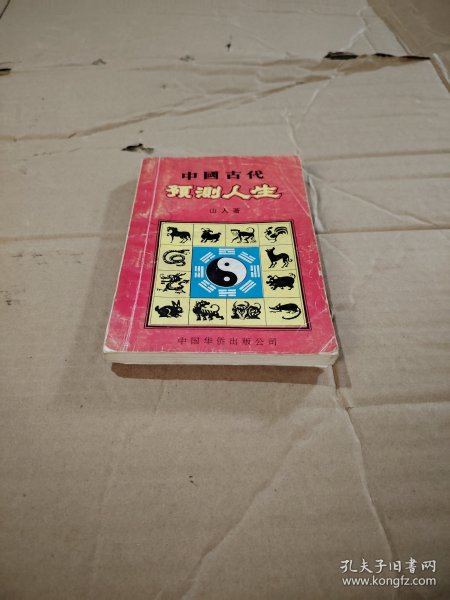 中國古代
預測人生
山人著
中国华侨出版公司
孔夫子旧书网
www.kongfz.com